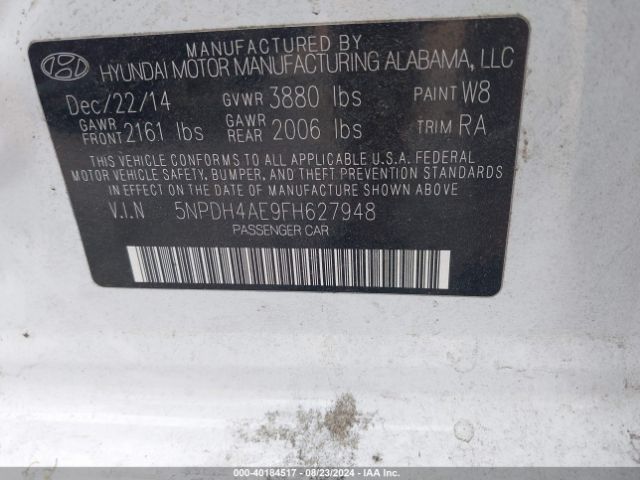 MANUFACTURED BY
HYUNDAI MOTOR MANUFACTURING ALABAMA, LLC
Dec/22/14 GVWR 3880 lbs PAINT W8
GAWR FRONT 2161 lbs GAWR REAR 2006 lbs TRIM RA
THIS VEHICLE CONFORMS TO ALL APPLICABLE U.S.A. FEDERAL
MOTOR VEHICLE SAFETY, BUMPER, AND THEFT PREVENTION STANDARDS
IN EFFECT ON THE DATE OF MANUFACTURE SHOWN ABOVE
V.I.N 5NPDH4AE9FH627948
PASSENGER CAR
000-40184517 - 08/23/2024 - IAA Inc.